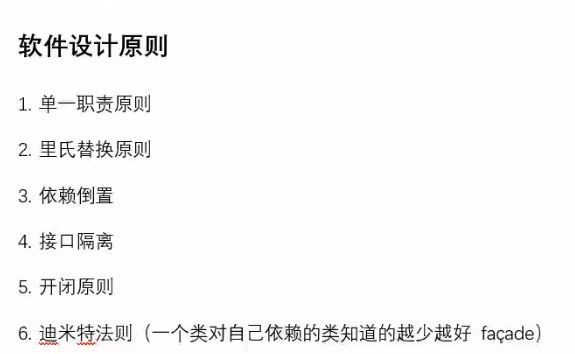 软件设计原则
1. 单一职责原则
2. 里氏替换原则
3. 依赖倒置
4. 接口隔离
5. 开闭原则
6. 迪米特法则（一个类对自己依赖的类知道的越少越好 façade）